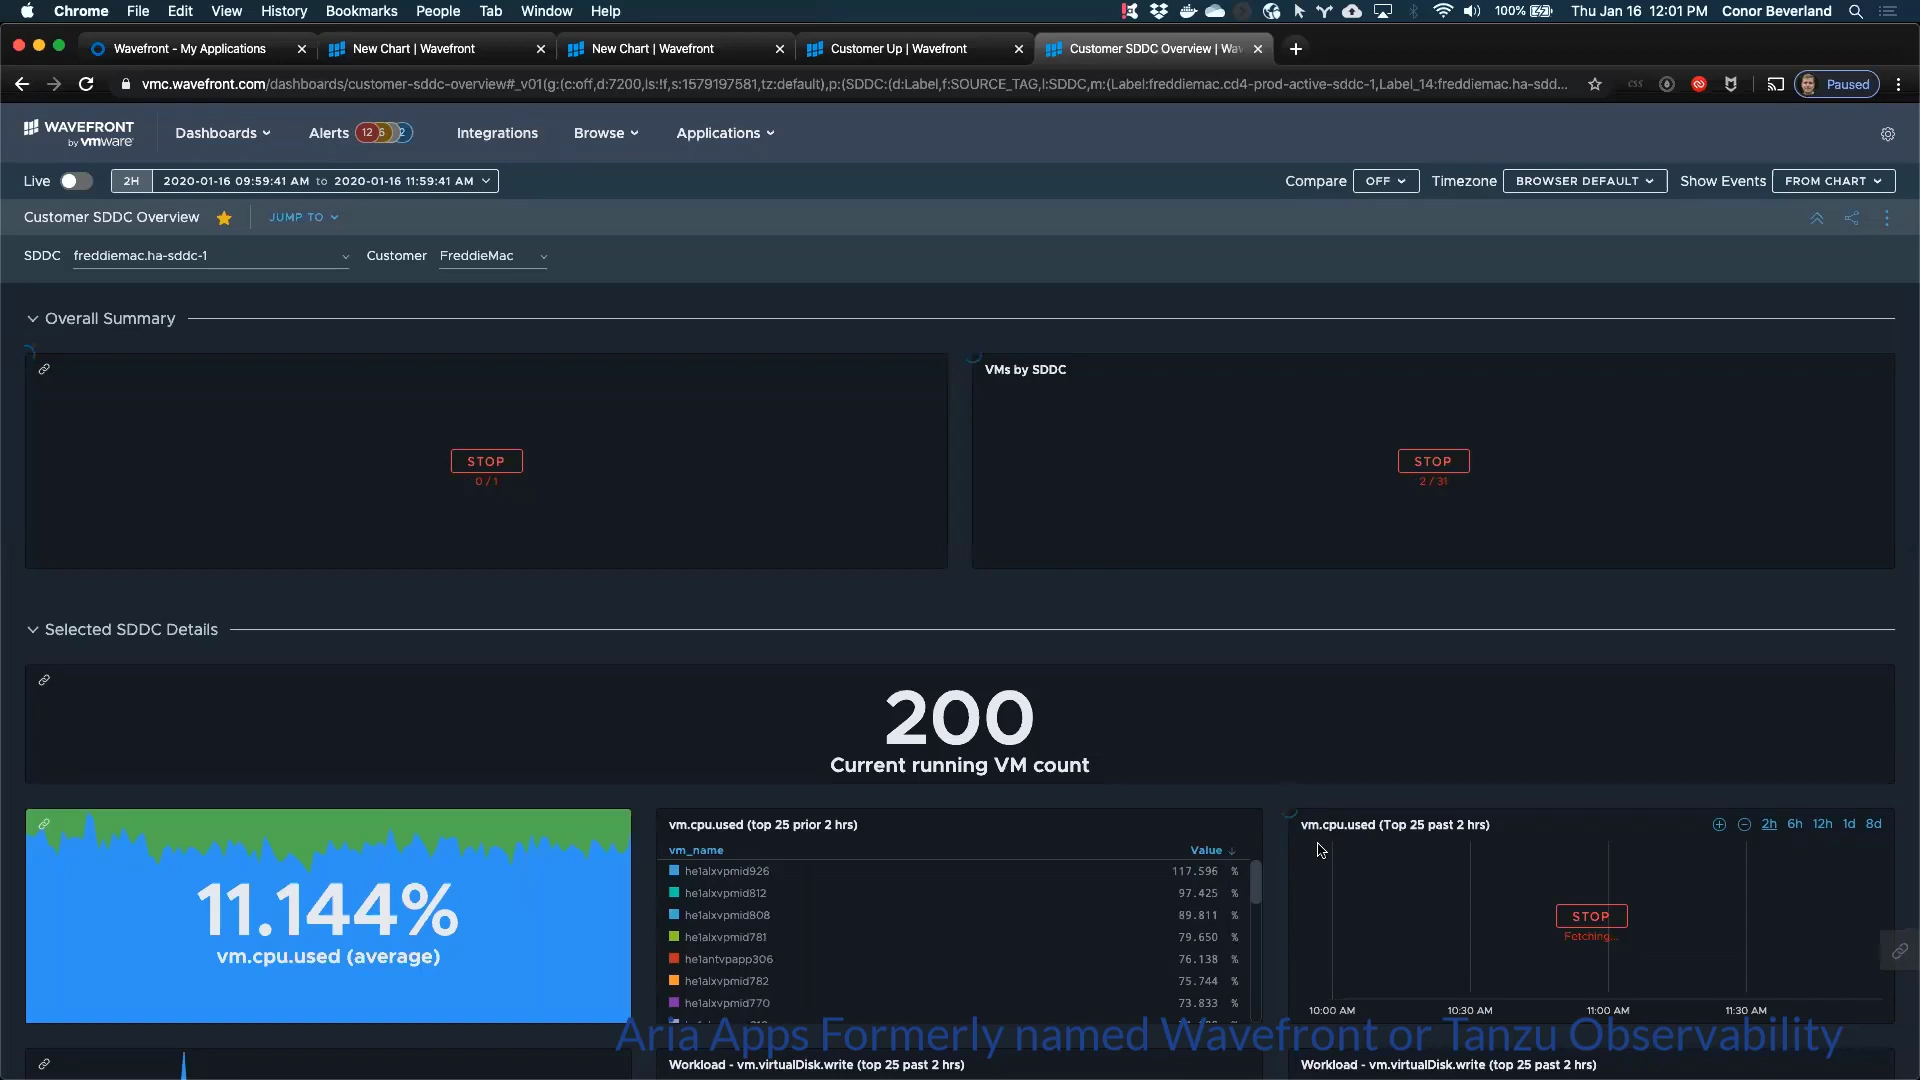 Chrome File Edit View History Bookmarks People Tab Window Help 100% Thu Jan 16 12:01 PM Conor Beverland
Wavefront - My Applications New Chart | Wavefront New Chart | Wavefront Customer Up | Wavefront Customer SDDC Overview | Wav
vmc.wavefront.com/dashboards/customer-sddc-overview#_v01(g:(c:off,d:7200,ls:!f,s:1579197581,tz:default),p:(SDDC:(d:Label,f:SOURCE_TAG,l:SDDC,m:(Label:freddiemac.cd4-prod-active-sddc-1,Label_14:freddiemac.ha-sdd... Paused
WAVEFRONT by vmware Dashboards Alerts 12 6 2 Integrations Browse Applications
Live 2H 2020-01-16 09:59:41 AM to 2020-01-16 11:59:41 AM Compare OFF Timezone BROWSER DEFAULT Show Events FROM CHART
Customer SDDC Overview JUMP TO
SDDC freddiemac.ha-sddc-1 Customer FreddieMac
Overall Summary
VMs by SDDC
STOP
0 / 1
STOP
2 / 31
Selected SDDC Details
200
Current running VM count
11.144%
vm.cpu.used (average)
vm.cpu.used (top 25 prior 2 hrs)
vm_name Value
he1alxvpmid926 117.596 %
he1alxvpmid812 97.425 %
he1alxvpmid808 89.811 %
he1alxvpmid781 79.650 %
he1antvpapp306 76.138 %
he1alxvpmid782 75.744 %
he1alxvpmid770 73.833 %
vm.cpu.used (Top 25 past 2 hrs) 2h 6h 12h 1d 8d
STOP
Fetching...
10:00 AM 10:30 AM 11:00 AM 11:30 AM
Aria Apps Formerly named Wavefront or Tanzu Observability
Workload - vm.virtualDisk.write (top 25 past 2 hrs)
Workload - vm.virtualDisk.write (top 25 past 2 hrs)